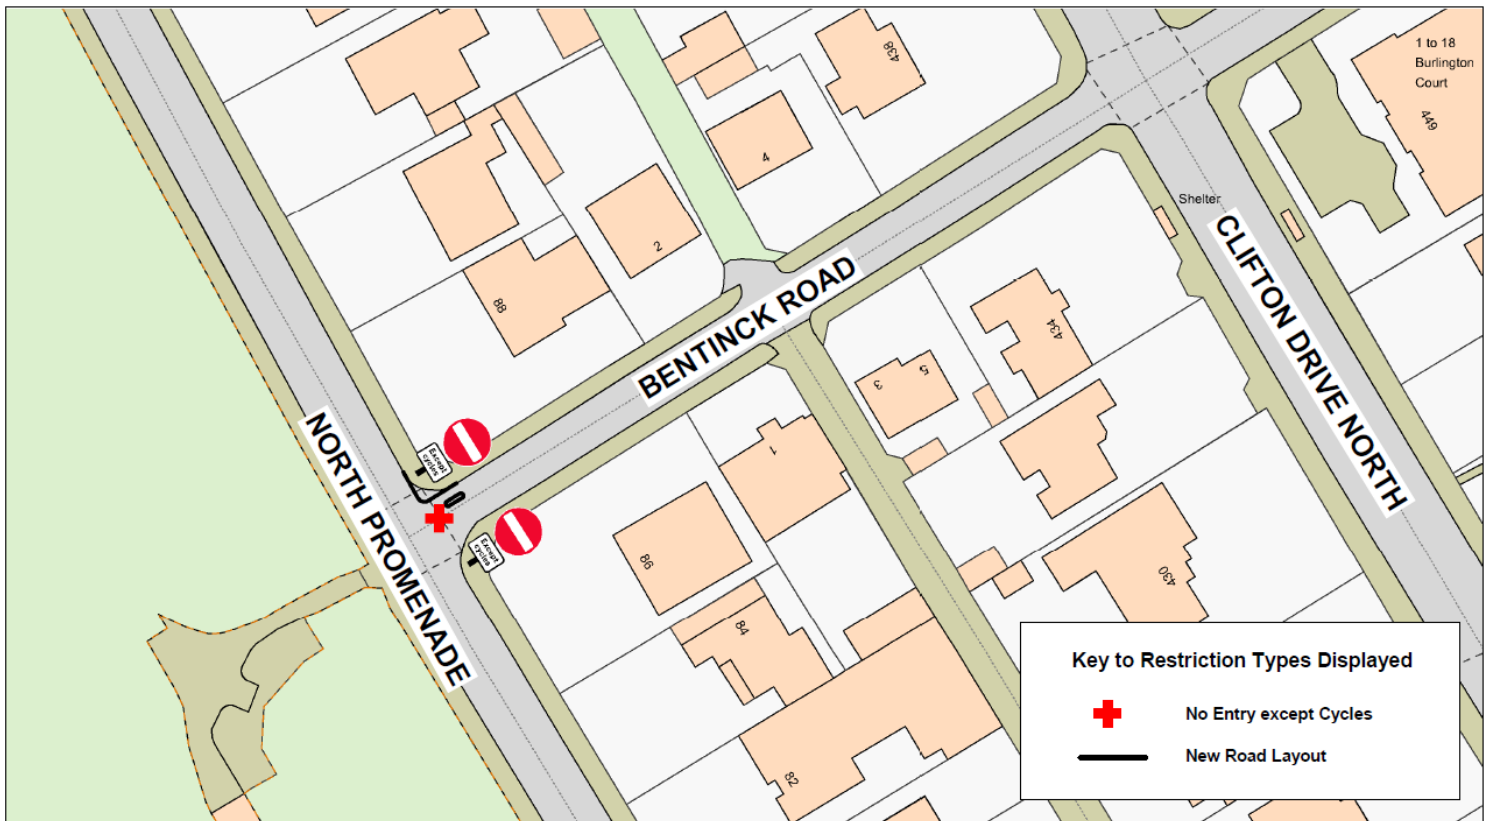 1 to 18
Burlington
Court
449
438
4
2
88
Shelter
BENTINCK ROAD
CLIFTON DRIVE NORTH
434
5
3
1
Except
cycles
Except
cycles
NORTH PROMENADE
86
84
430
82
Key to Restriction Types Displayed
No Entry except Cycles
New Road Layout